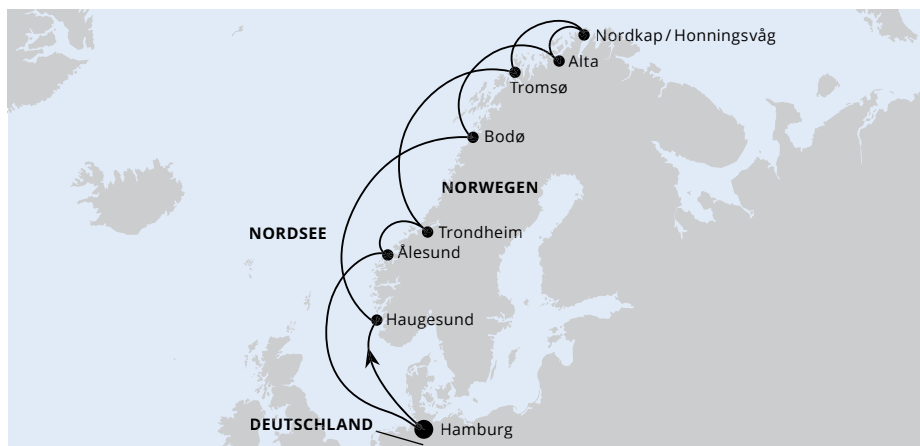 Nordkap/Honningsvåg
Alta
Tromsø
Bodø
NORWEGEN
NORDSEE
Trondheim
Ålesund
Haugesund
DEUTSCHLAND
Hamburg